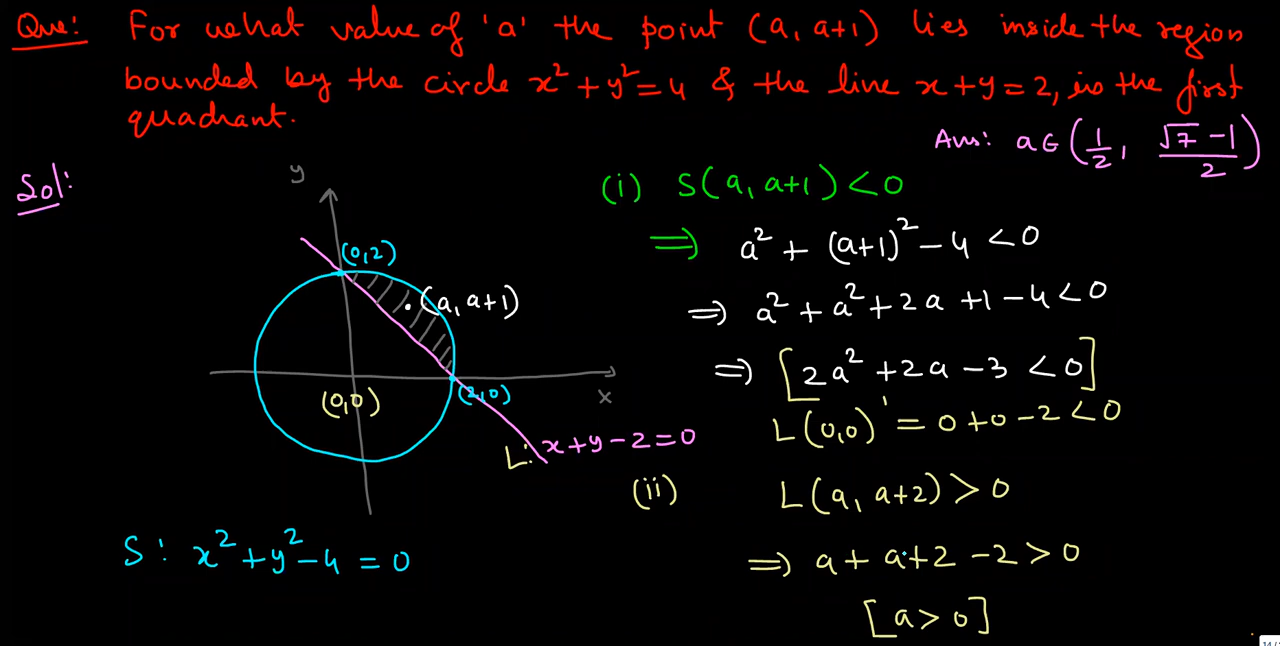 Que: For what value of 'a' the point (a, a+1) lies inside the region
bounded by the circle x² + y² = 4 & the line x+y = 2, in the first
quadrant.
Ans: a ∈ (1/2, (√7 - 1)/2)
Sol:
y
(0,2)
(a, a+1)
(0,0)
(2,0)
x
L: x+y-2=0
S: x² + y² - 4 = 0
(i) S(a, a+1) < 0
⇒ a² + (a+1)² - 4 < 0
⇒ a² + a² + 2a + 1 - 4 < 0
⇒ [2a² + 2a - 3 < 0]
L(0,0) = 0+0-2 < 0
(ii) L(a, a+2) > 0
⇒ a + a+2 - 2 > 0
[a > 0]